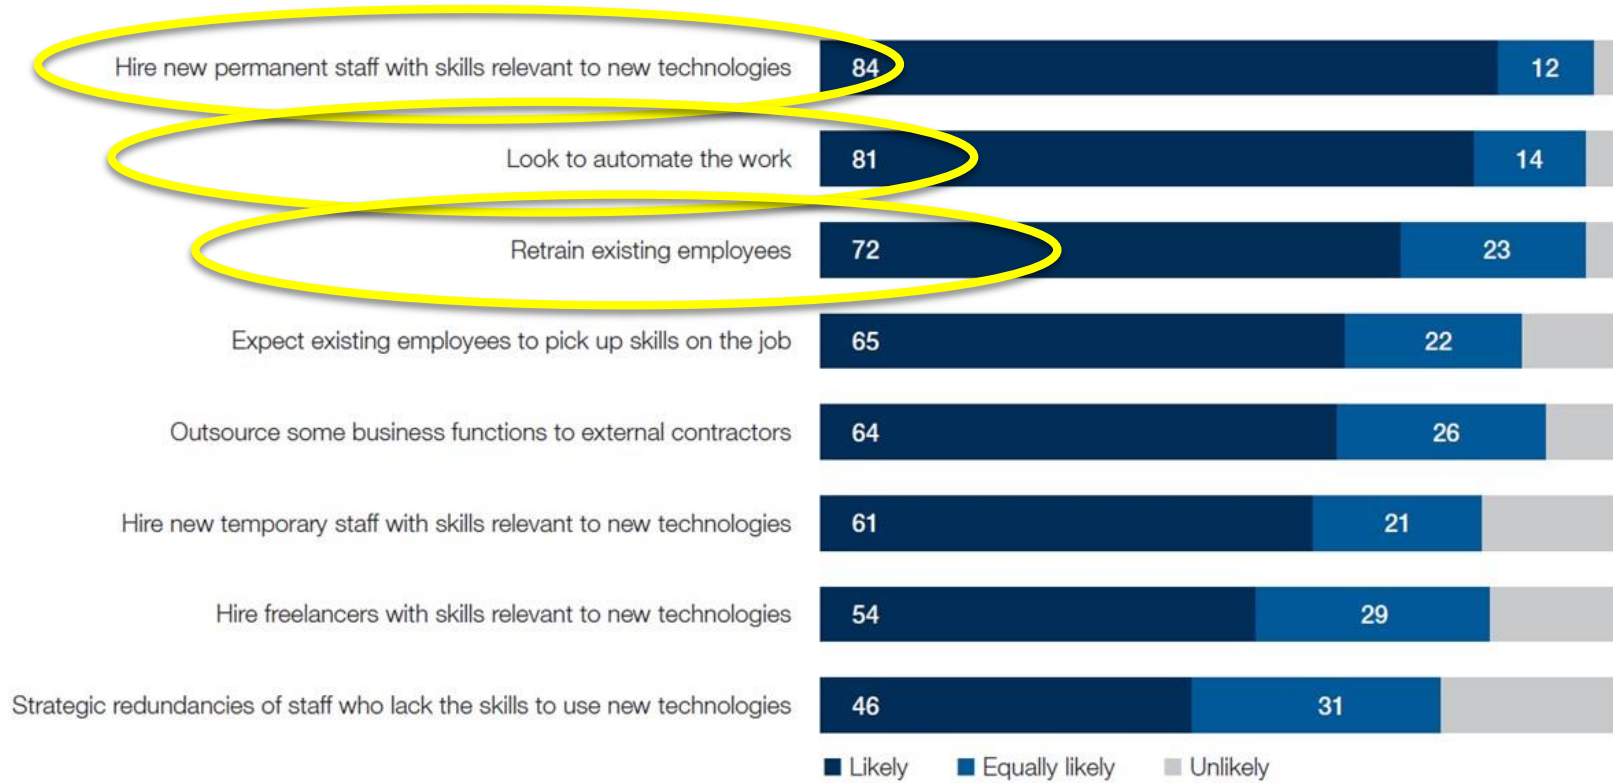 Hire new permanent staff with skills relevant to new technologies 84 12
Look to automate the work 81 14
Retrain existing employees 72 23
Expect existing employees to pick up skills on the job 65 22
Outsource some business functions to external contractors 64 26
Hire new temporary staff with skills relevant to new technologies 61 21
Hire freelancers with skills relevant to new technologies 54 29
Strategic redundancies of staff who lack the skills to use new technologies 46 31
Likely Equally likely Unlikely